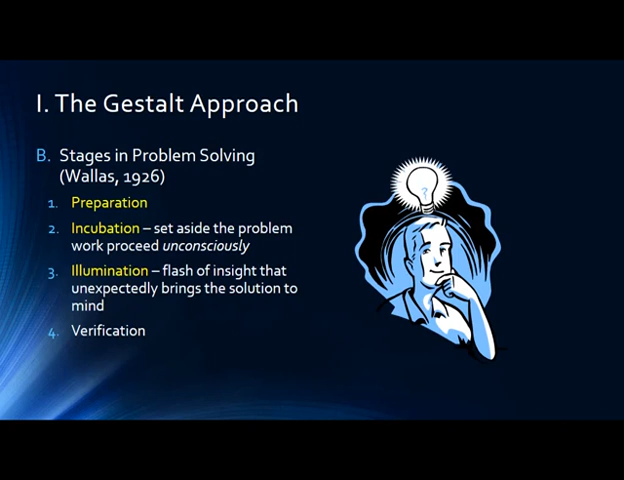 I. The Gestalt Approach
B. Stages in Problem Solving
(Wallas, 1926)
1. Preparation
2. Incubation – set aside the problem
work proceed unconsciously
3. Illumination – flash of insight that
unexpectedly brings the solution to
mind
4. Verification
?